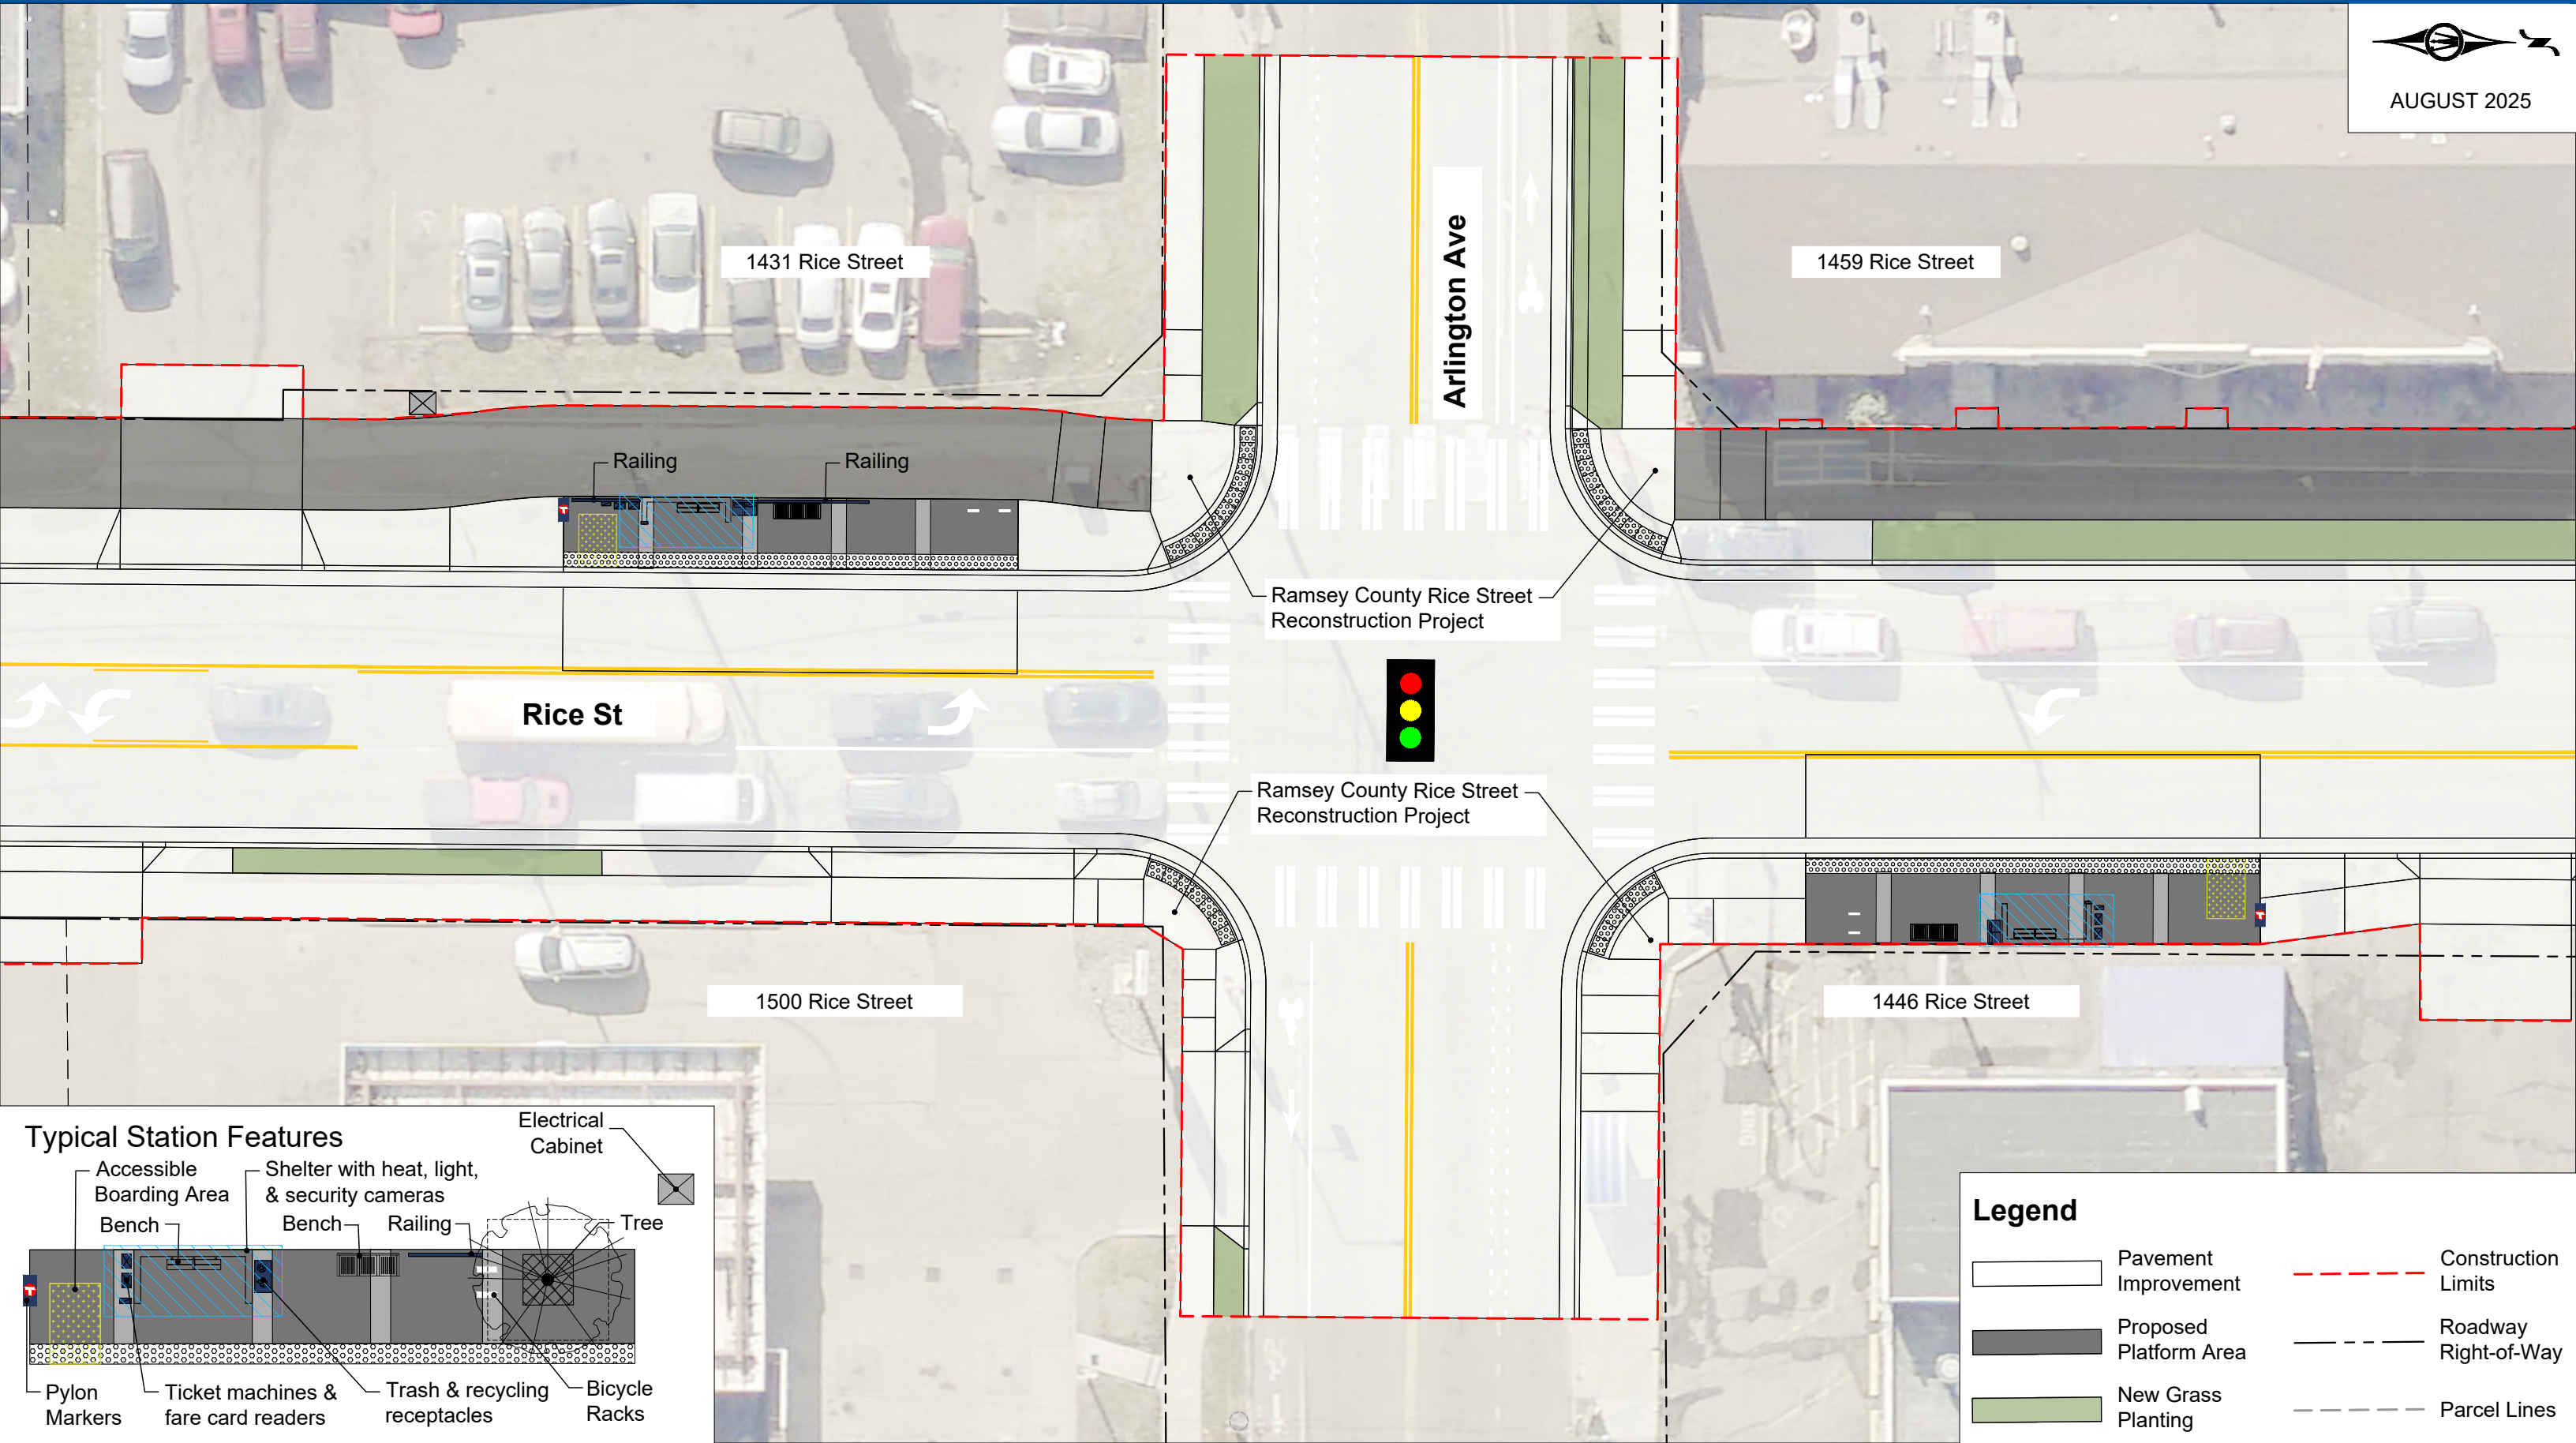 AUGUST 2025
1431 Rice Street
Arlington Ave
1459 Rice Street
Railing
Railing
Ramsey County Rice Street
Reconstruction Project
Rice St
Ramsey County Rice Street
Reconstruction Project
1500 Rice Street
1446 Rice Street
Typical Station Features
Electrical
Cabinet
Accessible
Boarding Area
Shelter with heat, light,
& security cameras
Bench
Bench
Railing
Tree
Pylon
Markers
Ticket machines &
fare card readers
Trash & recycling
receptacles
Bicycle
Racks
Legend
Pavement
Improvement
Construction
Limits
Proposed
Platform Area
Roadway
Right-of-Way
New Grass
Planting
Parcel Lines